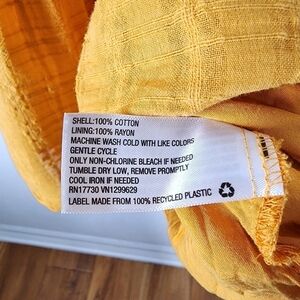 SHELL:100% COTTON
LINING:100% RAYON
MACHINE WASH COLD WITH LIKE COLORS
GENTLE CYCLE
ONLY NON-CHLORINE BLEACH IF NEEDED
TUMBLE DRY LOW, REMOVE PROMPTLY
COOL IRON IF NEEDED
RN17730 VN1299629
LABEL MADE FROM 100% RECYCLED PLASTIC